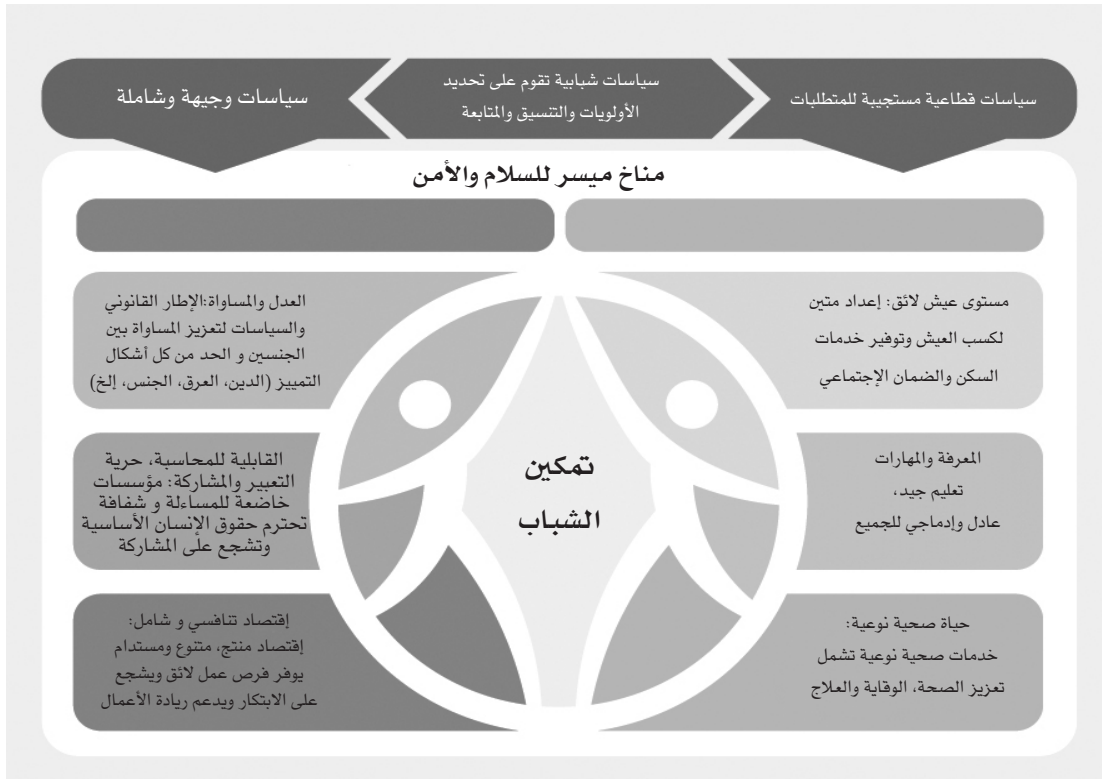 سياسات قطاعية مستجيبة للمتطلبات
سياسات شبابية تقوم على تحديد
الأولويات والتنسيق والمتابعة
سياسات وجيهة وشاملة
مناخ ميسر للسلام والأمن
مستوى عيش لائق: إعداد متين
لكسب العيش وتوفير خدمات
السكن والضمان الإجتماعي
المعرفة والمهارات
تعليم جيد،
عادل وإدماجي للجميع
حياة صحية نوعية:
خدمات صحية نوعية تشمل
تعزيز الصحة، الوقاية والعلاج
تمكين
الشباب
العدل والمساواة:الإطار القانوني
والسياسات لتعزيز المساواة بين
الجنسين و الحد من كل أشكال
التمييز (الدين، العرق، الجنس، إلخ)
القابلية للمحاسبة، حرية
التعبير والمشاركة: مؤسسات
خاضعة للمساءلة و شفافة
تحترم حقوق الإنسان الأساسية
وتشجع على المشاركة
إقتصاد تنافسي و شامل:
إقتصاد منتج، متنوع ومستدام
يوفر فرص عمل لائق ويشجع
على الابتكار ويدعم ريادة الأعمال